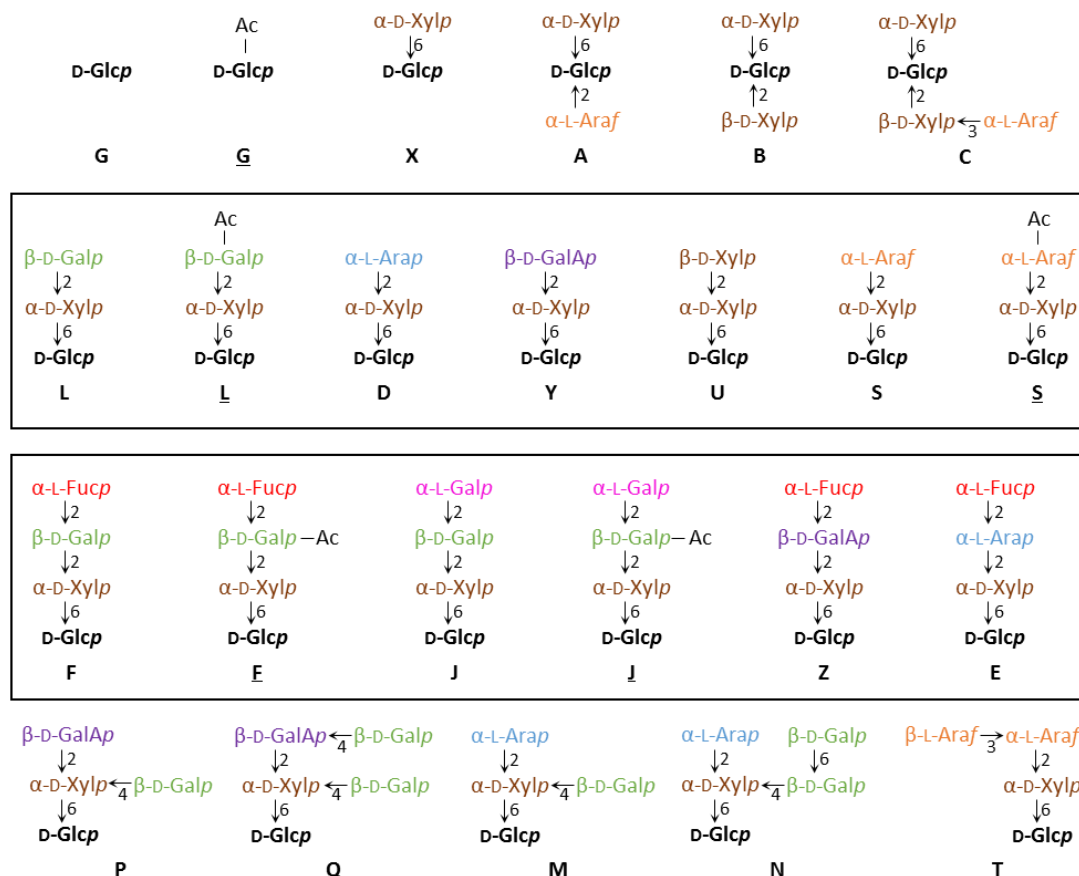 Ac α-D-Xylp α-D-Xylp α-D-Xylp α-D-Xylp
6 6 6 6
D-Glcp D-Glcp D-Glcp D-Glcp D-Glcp D-Glcp
2 2 2
α-L-Araf β-D-Xylp β-D-Xylp 3 α-L-Araf
G G X A B C
Ac Ac
β-D-Galp β-D-Galp α-L-Arap β-D-GalAp β-D-Xylp α-L-Araf α-L-Araf
2 2 2 2 2 2 2
α-D-Xylp α-D-Xylp α-D-Xylp α-D-Xylp α-D-Xylp α-D-Xylp α-D-Xylp
6 6 6 6 6 6 6
D-Glcp D-Glcp D-Glcp D-Glcp D-Glcp D-Glcp D-Glcp
L L D Y U S S
α-L-Fucp α-L-Fucp α-L-Galp α-L-Galp α-L-Fucp α-L-Fucp
2 2 2 2 2 2
β-D-Galp β-D-Galp–Ac β-D-Galp β-D-Galp–Ac β-D-GalAp α-L-Arap
2 2 2 2 2 2
α-D-Xylp α-D-Xylp α-D-Xylp α-D-Xylp α-D-Xylp α-D-Xylp
6 6 6 6 6 6
D-Glcp D-Glcp D-Glcp D-Glcp D-Glcp D-Glcp
F F J J Z E
β-D-GalAp β-D-GalAp 4 β-D-Galp α-L-Arap α-L-Arap β-D-Galp β-L-Araf 3 α-L-Araf
2 2 2 2 6 2
α-D-Xylp 4 β-D-Galp α-D-Xylp 4 β-D-Galp α-D-Xylp 4 β-D-Galp α-D-Xylp 4 β-D-Galp α-D-Xylp
6 6 6 6 6
D-Glcp D-Glcp D-Glcp D-Glcp D-Glcp
P Q M N T